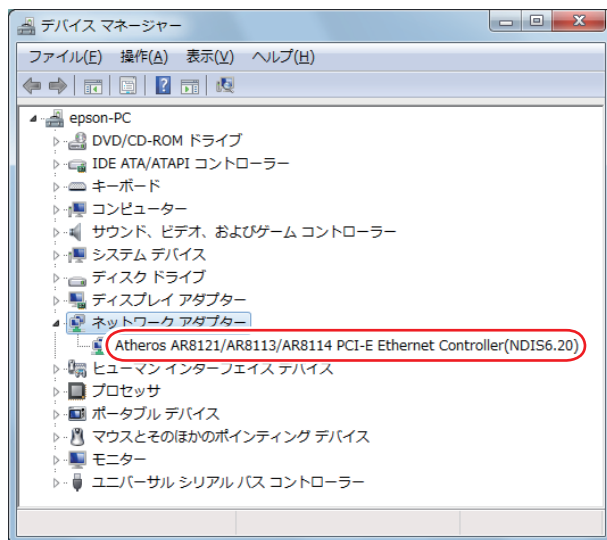 デバイス マネージャー
ファイル(F) 操作(A) 表示(V) ヘルプ(H)
epson-PC
DVD/CD-ROM ドライブ
IDE ATA/ATAPI コントローラー
キーボード
コンピューター
サウンド、ビデオ、およびゲーム コントローラー
システム デバイス
ディスク ドライブ
ディスプレイ アダプター
ネットワーク アダプター
Atheros AR8121/AR8113/AR8114 PCI-E Ethernet Controller(NDIS6.20)
ヒューマン インターフェイス デバイス
プロセッサ
ポータブル デバイス
マウスとそのほかのポインティング デバイス
モニター
ユニバーサル シリアル バス コントローラー